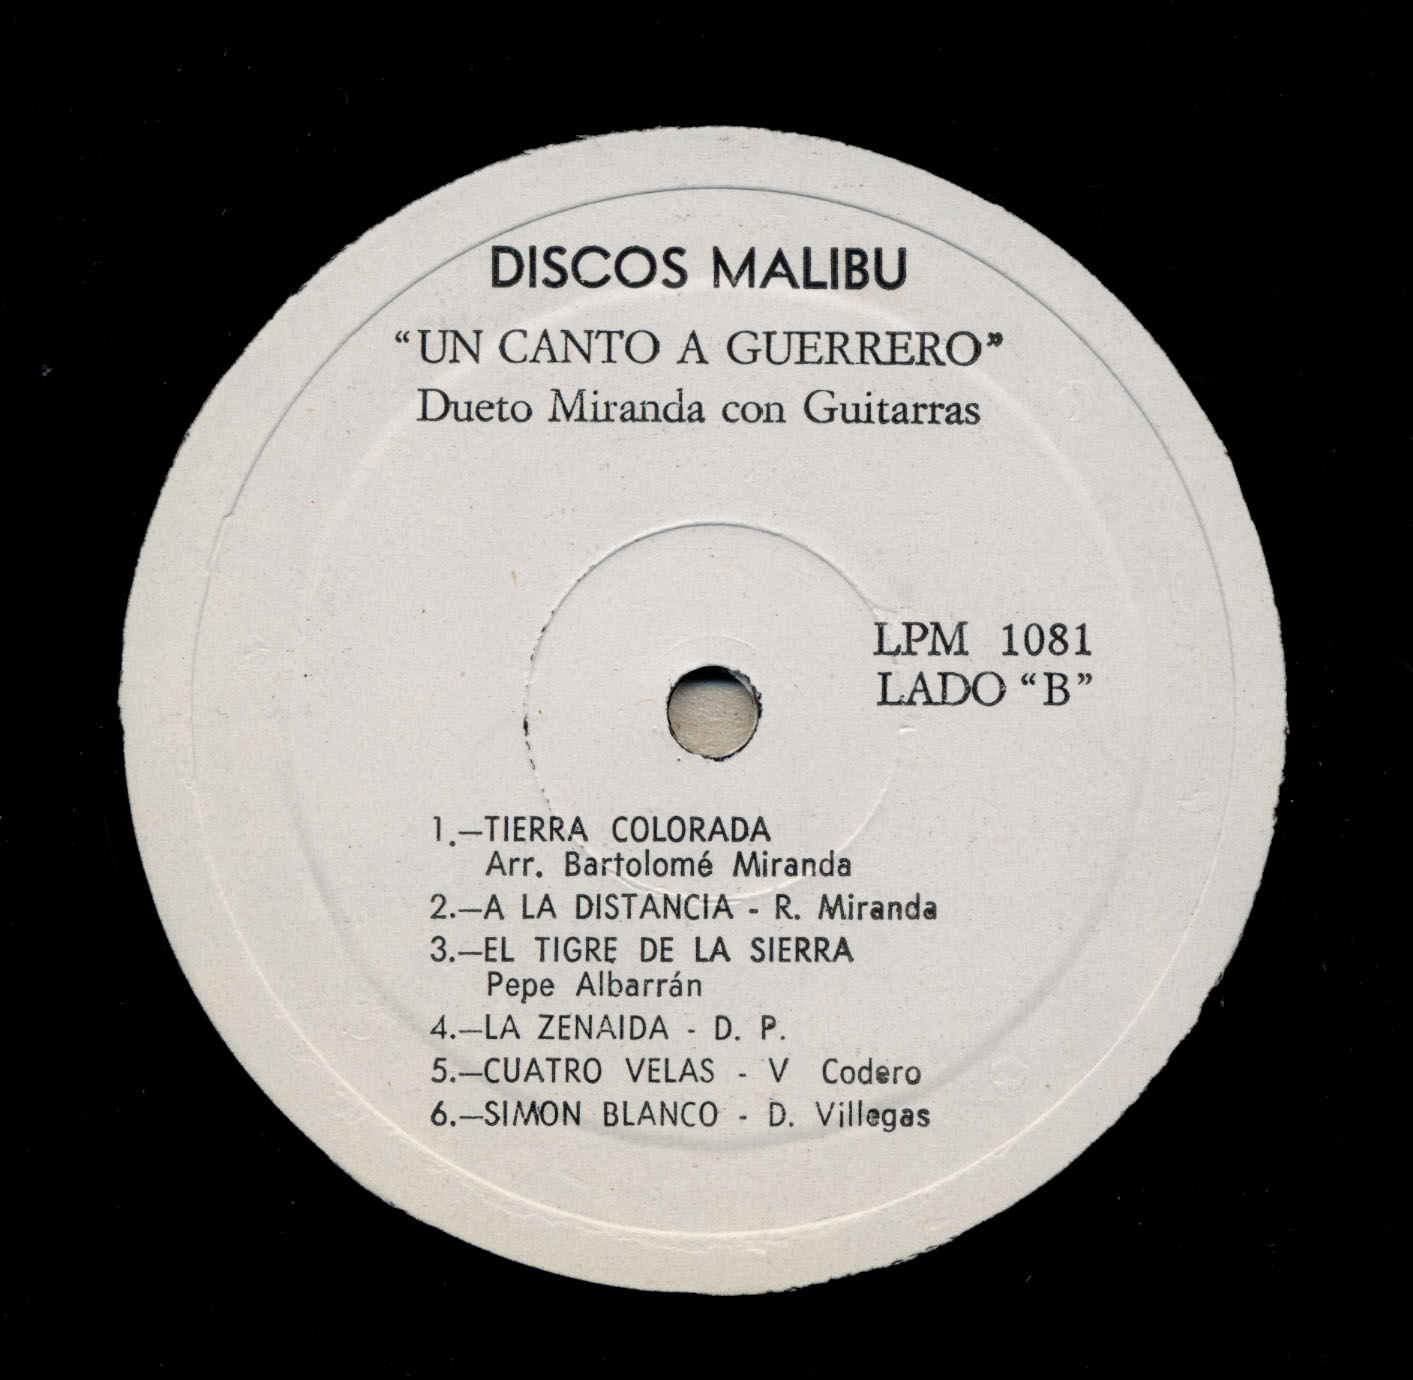 DISCOS MALIBU
“UN CANTO A GUERRERO”
Dueto Miranda con Guitarras
LPM 1081
LADO “B”
1.—TIERRA COLORADA
Arr. Bartolomé Miranda
2.—A LA DISTANCIA - R. Miranda
3.—EL TIGRE DE LA SIERRA
Pepe Albarrán
4.—LA ZENAIDA - D. P.
5.—CUATRO VELAS - V Codero
6.—SIMON BLANCO - D. Villegas